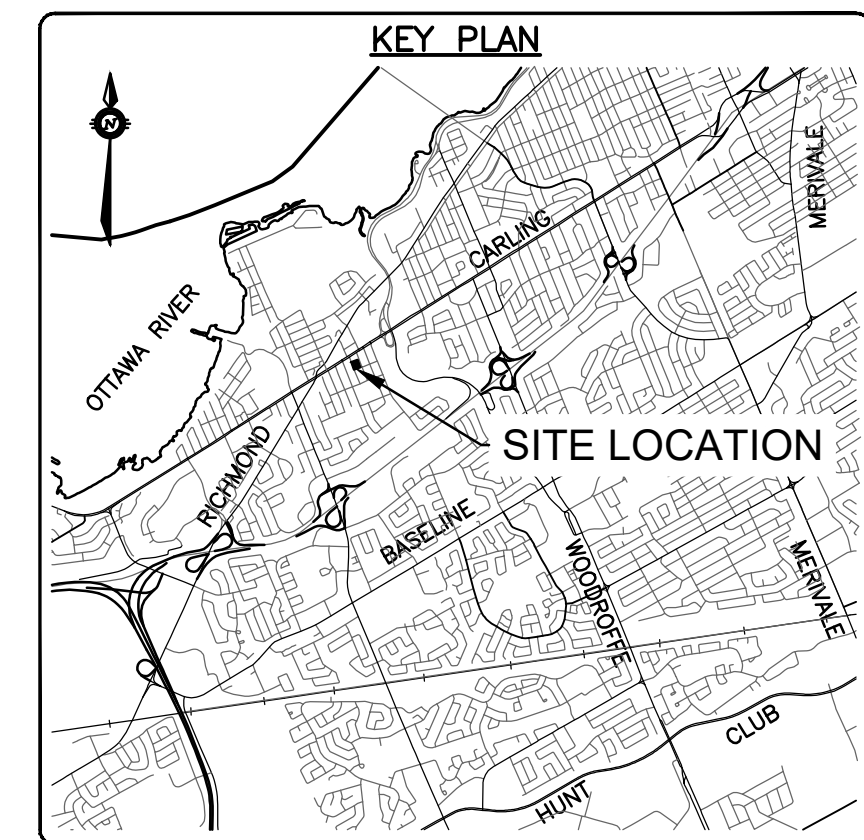 KEY PLAN
N
MERIVALE
CARLING
OTTAWA RIVER
SITE LOCATION
RICHMOND
BASELINE
WOODROFFE
MERIVALE
CLUB
HUNT